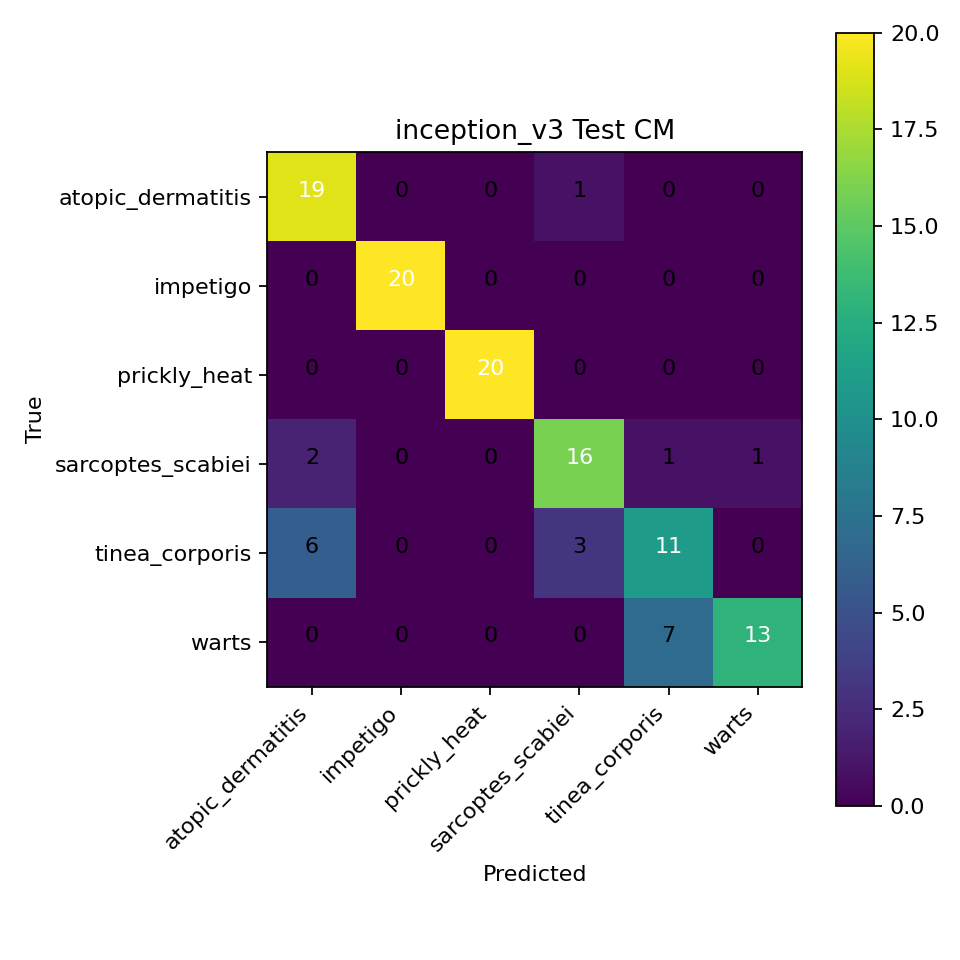 inception_v3 Test CM
20.0
17.5
15.0
12.5
10.0
7.5
5.0
2.5
0.0
True
atopic_dermatitis 19 0 0 1 0 0
impetigo 0 20 0 0 0 0
prickly_heat 0 0 20 0 0 0
sarcoptes_scabiei 2 0 0 16 1 1
tinea_corporis 6 0 0 3 11 0
warts 0 0 0 0 7 13
atopic_dermatitis impetigo prickly_heat sarcoptes_scabiei tinea_corporis warts
Predicted